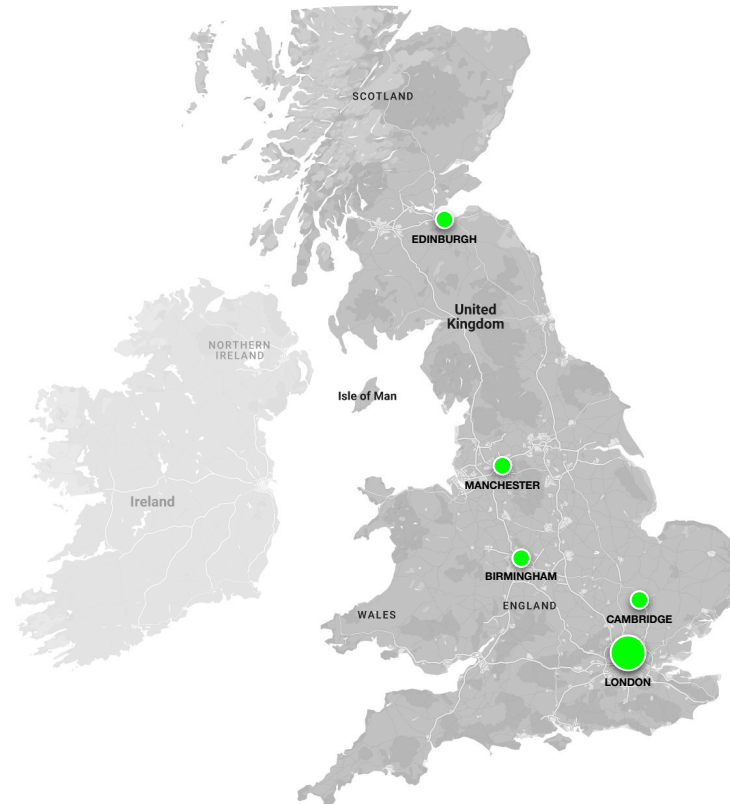 SCOTLAND
EDINBURGH
United
Kingdom
NORTHERN
IRELAND
Isle of Man
MANCHESTER
Ireland
BIRMINGHAM
ENGLAND
WALES
CAMBRIDGE
LONDON